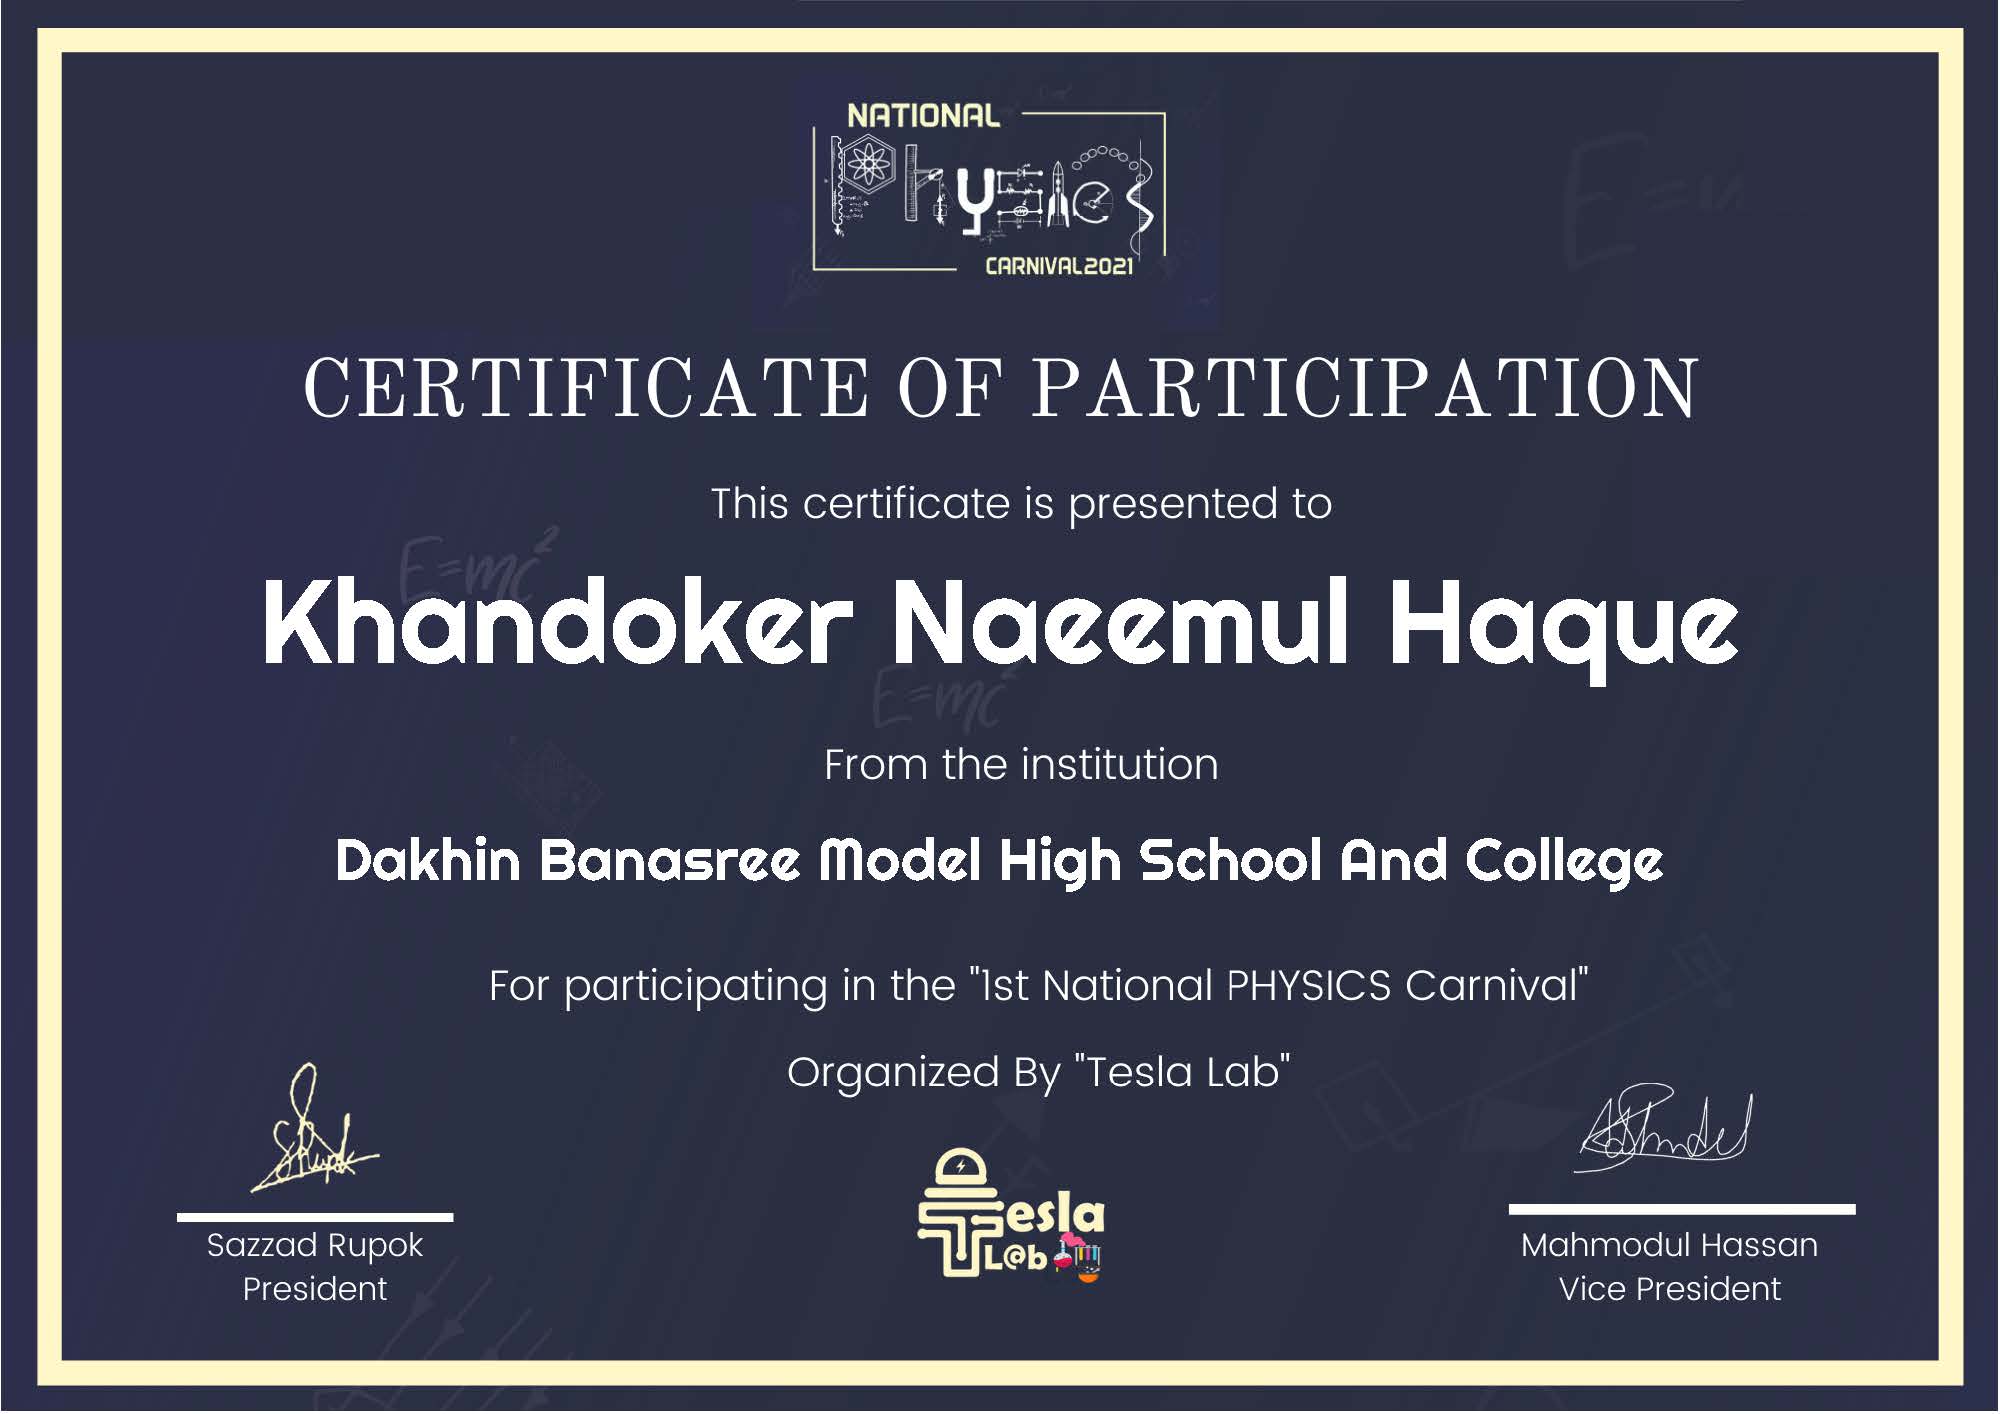 NATIONAL
Physics
CARNIVAL2021
CERTIFICATE OF PARTICIPATION
This certificate is presented to
E=mc²
Khandoker Naeemul Haque
E=mc²
From the institution
Dakhin Banasree Model High School And College
For participating in the "1st National PHYSICS Carnival"
Organized By "Tesla Lab"
Tesla
L@b
Sazzad Rupok
President
Mahmodul Hassan
Vice President